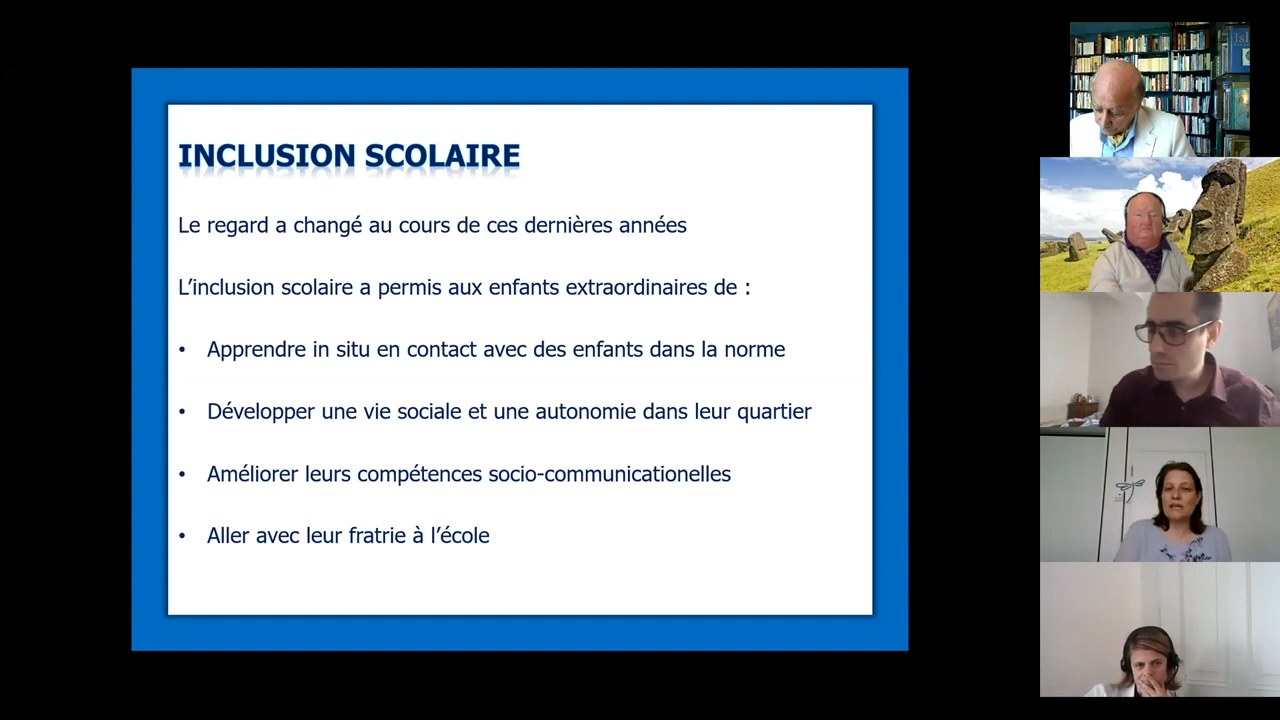 INCLUSION SCOLAIRE
Le regard a changé au cours de ces dernières années
L’inclusion scolaire a permis aux enfants extraordinaires de :
• Apprendre in situ en contact avec des enfants dans la norme
• Développer une vie sociale et une autonomie dans leur quartier
• Améliorer leurs compétences socio-communicationelles
• Aller avec leur fratrie à l’école